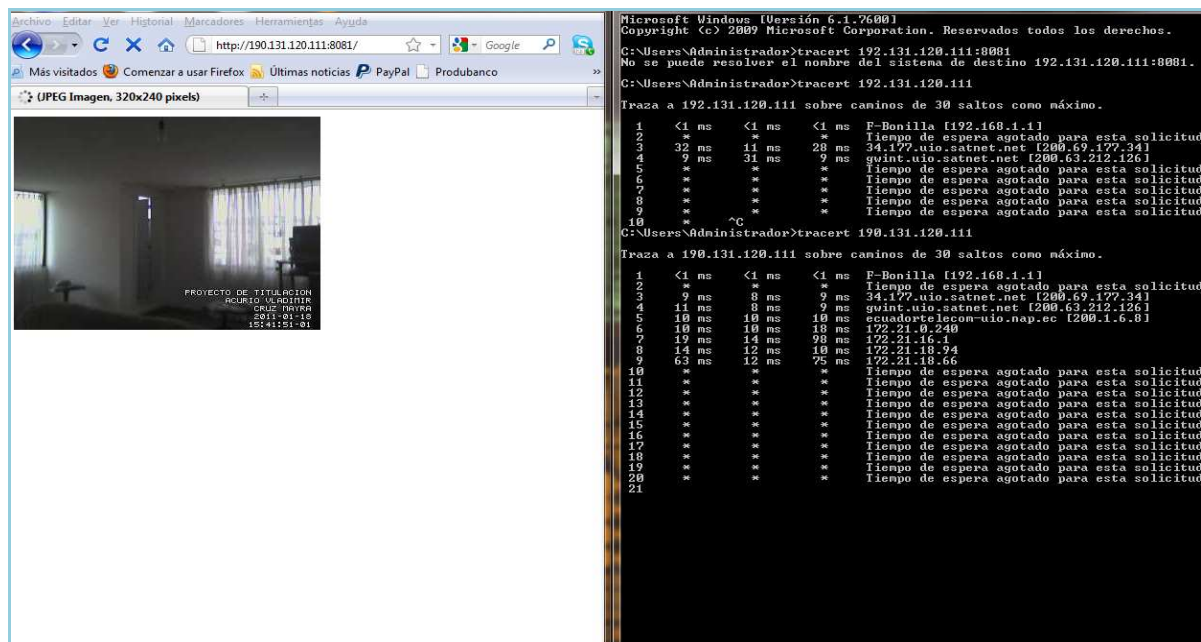 Archivo Editar Ver Historial Marcadores Herramientas Ayuda
http://190.131.120.111:8081/
Google
Más visitados Comenzar a usar Firefox Últimas noticias PayPal Produbanco »
(JPEG Imagen, 320x240 pixels)
PROYECTO DE TITULACION
ACURIO VLADIMIR
CRUZ MAYRA
2011-01-18
15:41:51-01
Microsoft Windows [Versión 6.1.7600]
Copyright (c) 2009 Microsoft Corporation. Reservados todos los derechos.
C:\Users\Administrador>tracert 192.131.120.111:8081
No se puede resolver el nombre del sistema de destino 192.131.120.111:8081.
C:\Users\Administrador>tracert 192.131.120.111
Traza a 192.131.120.111 sobre caminos de 30 saltos como máximo.
1 <1 ms <1 ms <1 ms F-Bonilla [192.168.1.1]
2 * * * Tiempo de espera agotado para esta solicitud
3 32 ms 11 ms 28 ms 34.177.uio.satnet.net [200.69.177.34]
4 9 ms 31 ms 9 ms gwint.uio.satnet.net [200.63.212.126]
5 * * * Tiempo de espera agotado para esta solicitud
6 * * * Tiempo de espera agotado para esta solicitud
7 * * * Tiempo de espera agotado para esta solicitud
8 * * * Tiempo de espera agotado para esta solicitud
9 * * * Tiempo de espera agotado para esta solicitud
10 * ^C
C:\Users\Administrador>tracert 190.131.120.111
Traza a 190.131.120.111 sobre caminos de 30 saltos como máximo.
1 <1 ms <1 ms <1 ms F-Bonilla [192.168.1.1]
2 * * * Tiempo de espera agotado para esta solicitud
3 9 ms 8 ms 9 ms 34.177.uio.satnet.net [200.69.177.34]
4 11 ms 8 ms 9 ms gwint.uio.satnet.net [200.63.212.126]
5 10 ms 10 ms 10 ms ecuadortelecom-uio.nap.ec [200.1.6.8]
6 10 ms 10 ms 18 ms 172.21.0.240
7 19 ms 14 ms 98 ms 172.21.16.1
8 14 ms 12 ms 10 ms 172.21.18.94
9 63 ms 12 ms 75 ms 172.21.18.66
10 * * * Tiempo de espera agotado para esta solicitud
11 * * * Tiempo de espera agotado para esta solicitud
12 * * * Tiempo de espera agotado para esta solicitud
13 * * * Tiempo de espera agotado para esta solicitud
14 * * * Tiempo de espera agotado para esta solicitud
15 * * * Tiempo de espera agotado para esta solicitud
16 * * * Tiempo de espera agotado para esta solicitud
17 * * * Tiempo de espera agotado para esta solicitud
18 * * * Tiempo de espera agotado para esta solicitud
19 * * * Tiempo de espera agotado para esta solicitud
20 * * * Tiempo de espera agotado para esta solicitud
21